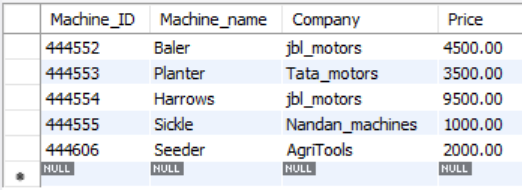 Machine_ID Machine_name Company Price
444552 Baler jbl_motors 4500.00
444553 Planter Tata_motors 3500.00
444554 Harrows jbl_motors 9500.00
444555 Sickle Nandan_machines 1000.00
444606 Seeder AgriTools 2000.00
NULL NULL NULL NULL